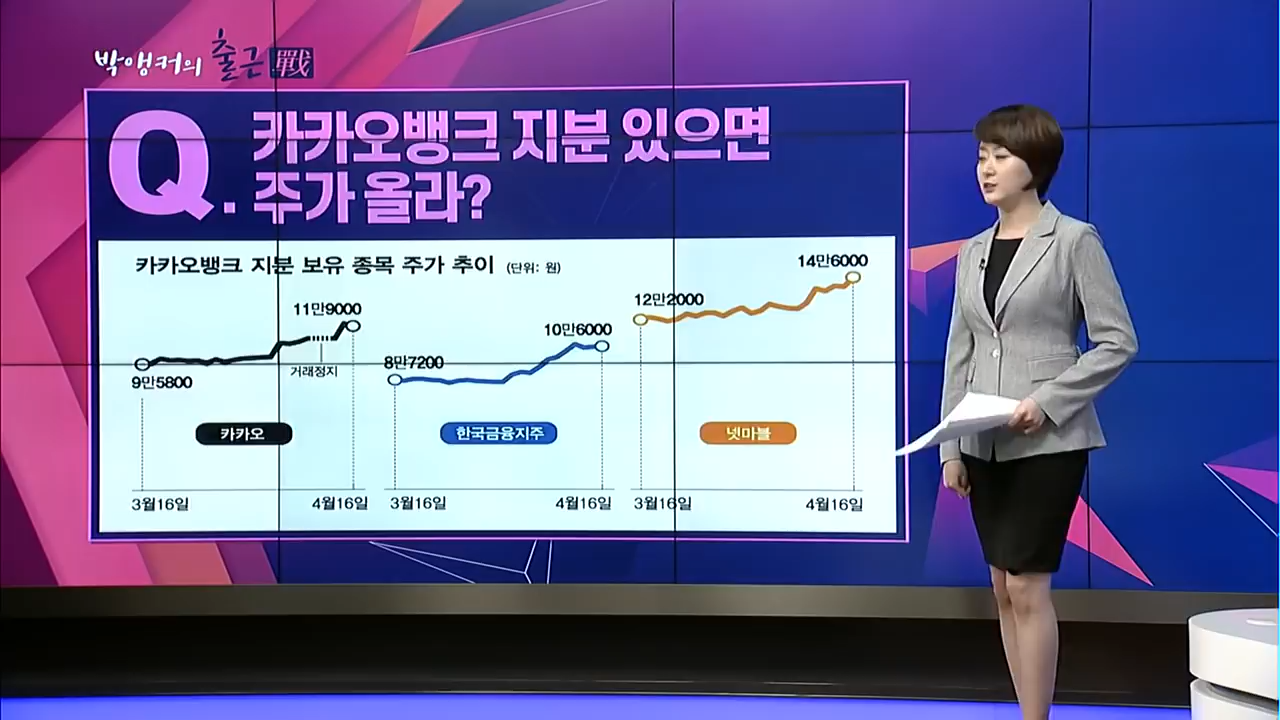 박앵커의 출근戰
Q. 카카오뱅크 지분 있으면
주가 올라?
카카오뱅크 지분 보유 종목 주가 추이 (단위: 원)
9만5800
11만9000
거래정지
카카오
3월16일
4월16일
8만7200
10만6000
한국금융지주
3월16일
4월16일
12만2000
14만6000
넷마블
3월16일
4월16일